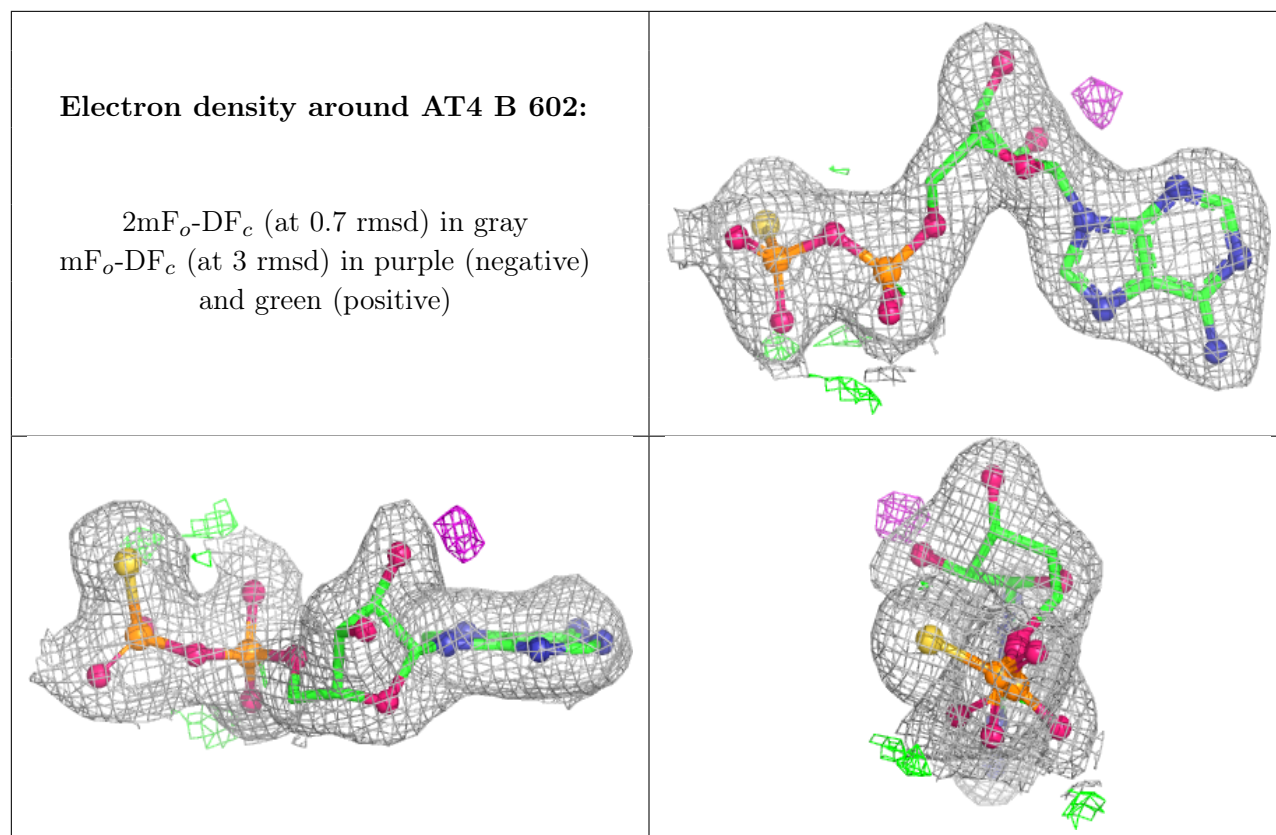 Electron density around AT4 B 602:
2mFₒ-DF𝒸 (at 0.7 rmsd) in gray
mFₒ-DF𝒸 (at 3 rmsd) in purple (negative)
and green (positive)